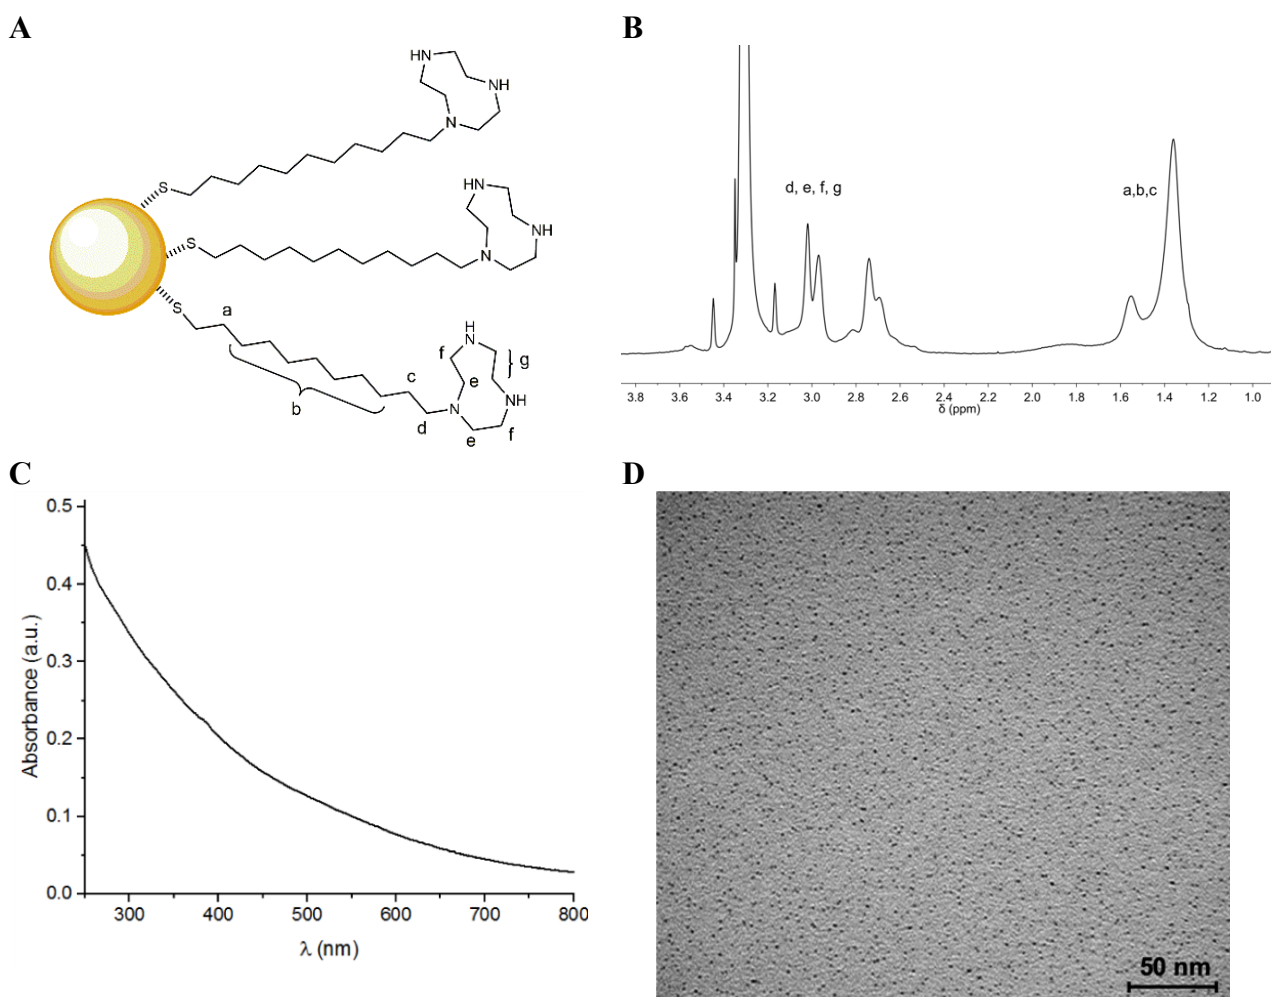 A
HN
NH
N
S
HN
NH
N
S
S
a
b
c
d
H
N
f
g
e
N
NH
e
f
B
d, e, f, g
a,b,c
3.8 3.6 3.4 3.2 3.0 2.8 2.6 2.4 2.2 2.0 1.8 1.6 1.4 1.2 1.0
δ (ppm)
C
0.5
0.4
0.3
0.2
0.1
0.0
Absorbance (a.u.)
300 400 500 600 700 800
λ (nm)
D
50 nm